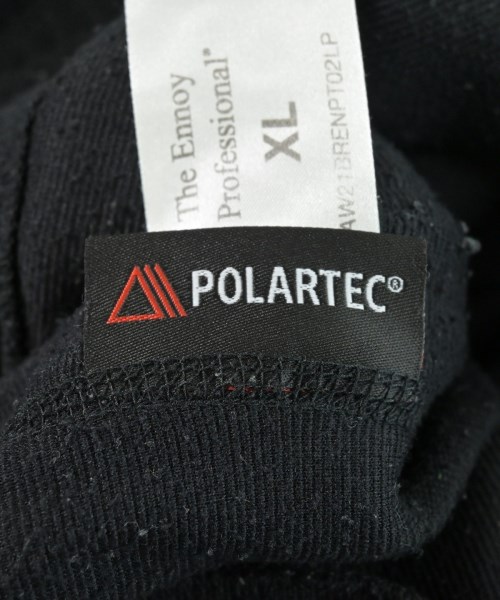 The Ennoy
Professional®
XL
AW21BRENPT02LP
POLARTEC®